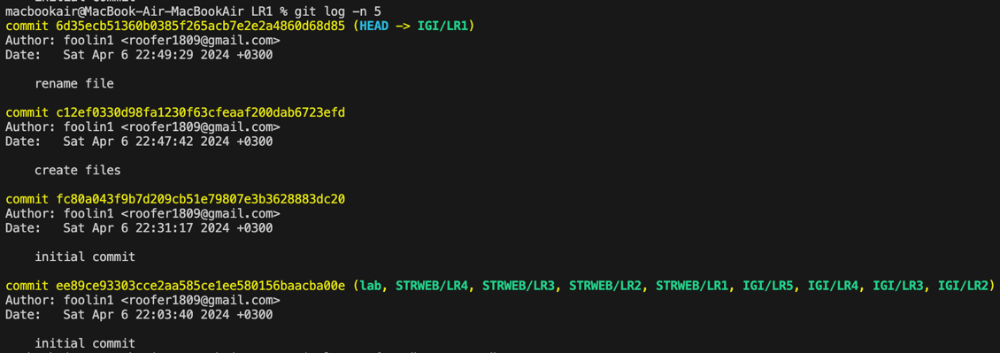 macbookair@MacBook-Air-MacBookAir LR1 % git log -n 5
commit 6d35ecb51360b0385f265acb7e2e2a4860d68d85 (HEAD -> IGI/LR1)
Author: foolin1 <roofer1809@gmail.com>
Date:   Sat Apr 6 22:49:29 2024 +0300
    rename file
commit c12ef0330d98fa1230f63cfeaaf200dab6723efd
Author: foolin1 <roofer1809@gmail.com>
Date:   Sat Apr 6 22:47:42 2024 +0300
    create files
commit fc80a043f9b7d209cb51e79807e3b3628883dc20
Author: foolin1 <roofer1809@gmail.com>
Date:   Sat Apr 6 22:31:17 2024 +0300
    initial commit
commit ee89ce93303cce2aa585ce1ee580156baacba00e (lab, STRWEB/LR4, STRWEB/LR3, STRWEB/LR2, STRWEB/LR1, IGI/LR5, IGI/LR4, IGI/LR3, IGI/LR2)
Author: foolin1 <roofer1809@gmail.com>
Date:   Sat Apr 6 22:03:40 2024 +0300
    initial commit